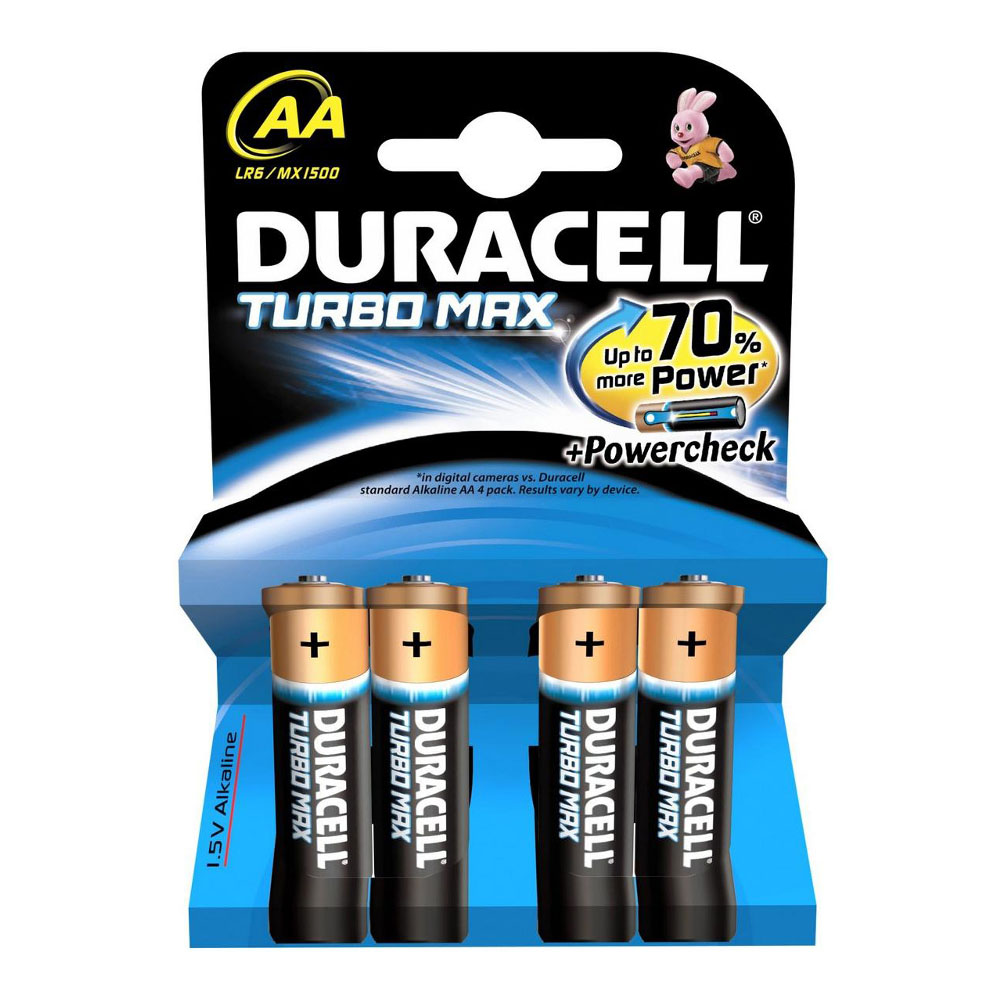 AA
LR6/MX1500
DURACELL
DURACELL®
TURBO MAX
Up to 70%
more Power*
+Powercheck
*in digital cameras vs. Duracell
standard Alkaline AA 4 pack. Results vary by device.
+
+
+
+
1.5V Alkaline
DURACELL
TURBO MAX
DURACELL
TURBO MAX
DURACELL
TURBO MAX
DURACELL
TURBO MAX